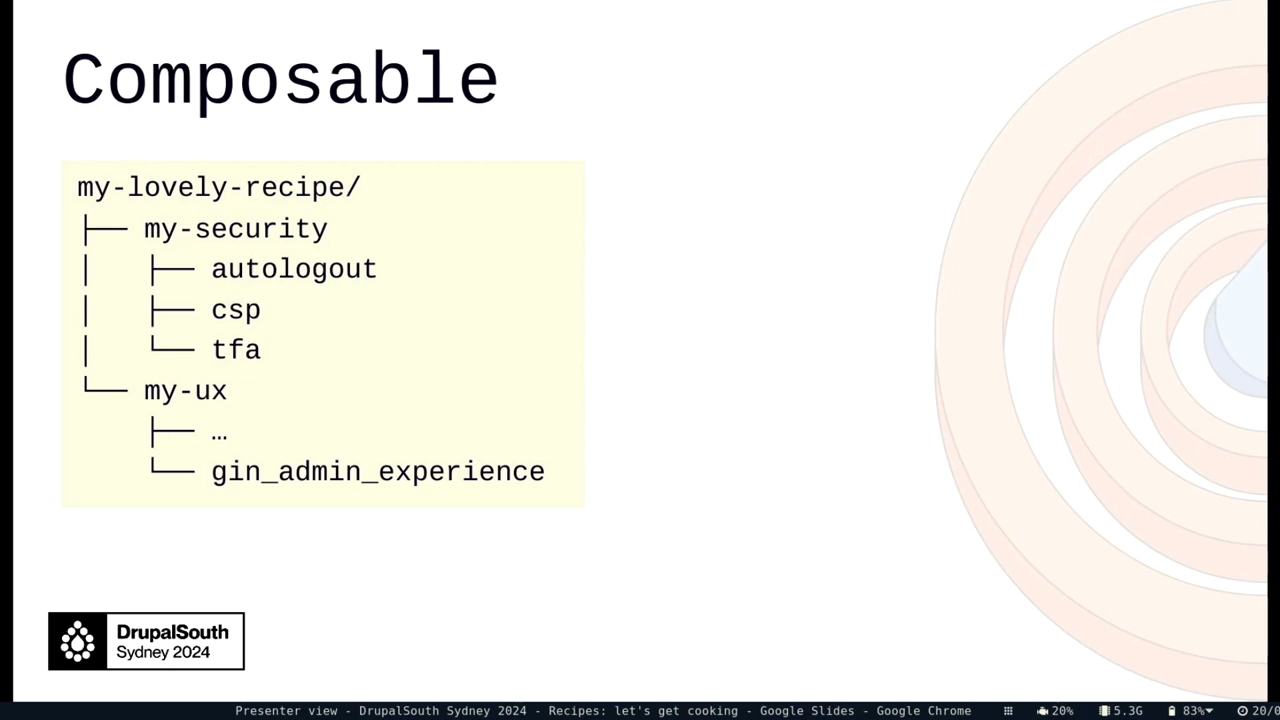 Composable
my-lovely-recipe/
├── my-security
│   ├── autologout
│   ├── csp
│   └── tfa
└── my-ux
    ├── …
    └── gin_admin_experience
DrupalSouth
Sydney 2024
Presenter view - DrupalSouth Sydney 2024 - Recipes: let's get cooking - Google Slides - Google Chrome 20% 5.3G 83%